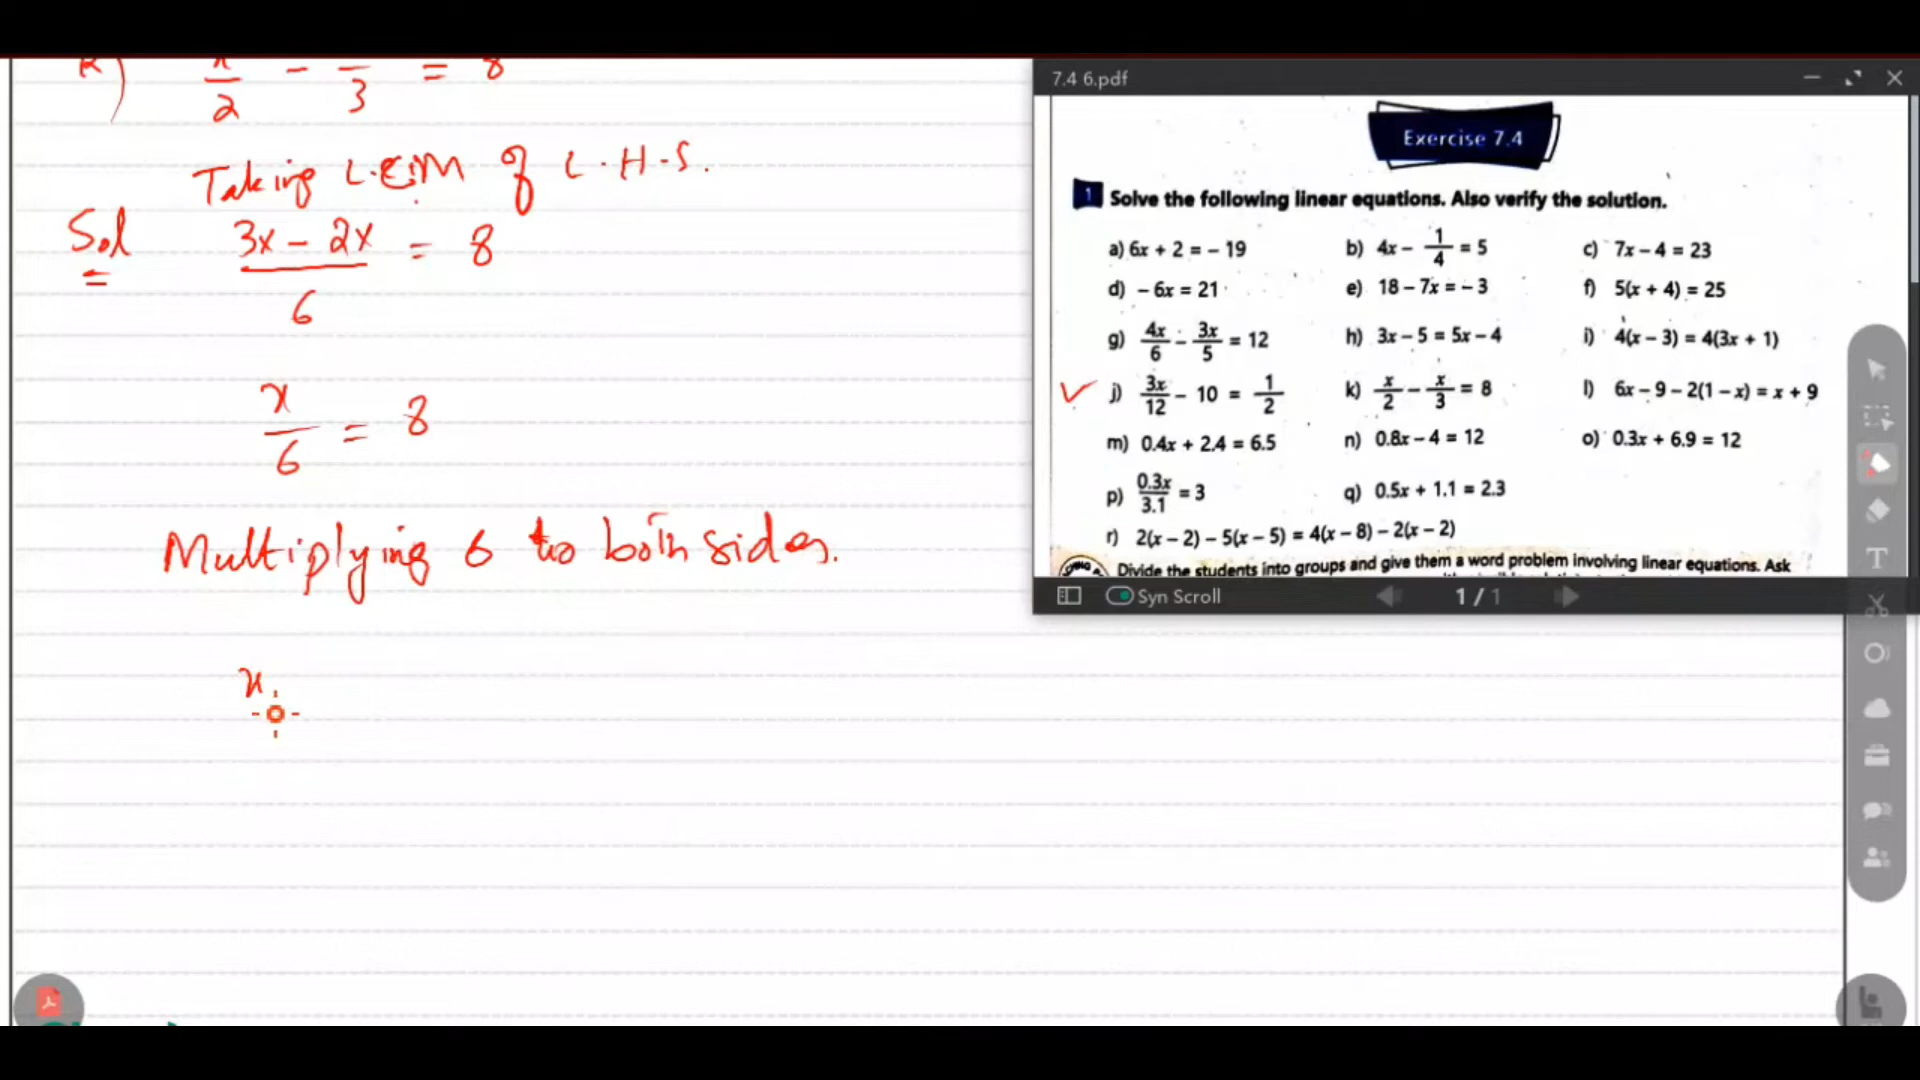 k) x/2 - /3 = 8
Taking L.C.M of L.H.S.
Sol 3x - 2x / 6 = 8
x/6 = 8
Multiplying 6 to both sides.
x
7.4 6.pdf
Exercise 7.4
1 Solve the following linear equations. Also verify the solution.
a) 6x + 2 = - 19 b) 4x - 1/4 = 5 c) 7x - 4 = 23
d) - 6x = 21 e) 18 - 7x = - 3 f) 5(x + 4) = 25
g) 4x/6 - 3x/5 = 12 h) 3x - 5 = 5x - 4 i) 4(x - 3) = 4(3x + 1)
j) 3x/12 - 10 = 1/2 k) x/2 - x/3 = 8 l) 6x - 9 - 2(1 - x) = x + 9
m) 0.4x + 2.4 = 6.5 n) 0.8x - 4 = 12 o) 0.3x + 6.9 = 12
p) 0.3x/3.1 = 3 q) 0.5x + 1.1 = 2.3
r) 2(x - 2) - 5(x - 5) = 4(x - 8) - 2(x - 2)
Divide the students into groups and give them a word problem involving linear equations. Ask
Syn Scroll 1 / 1
T